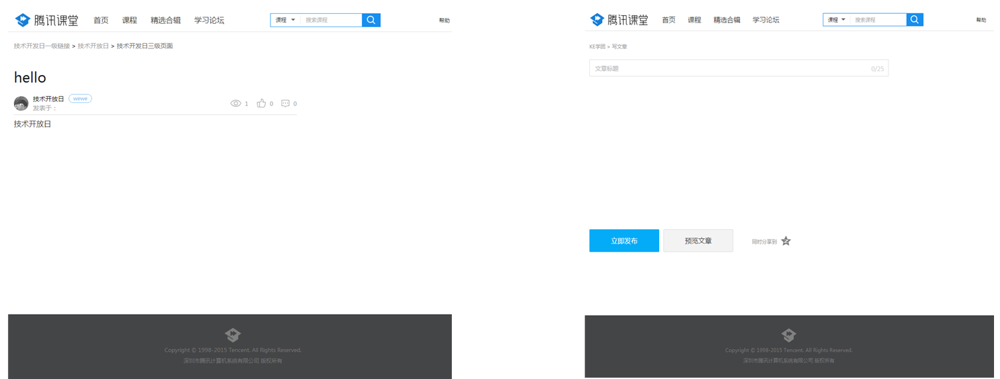 腾讯课堂 首页 课程 精选合辑 学习论坛 课程 搜索课程 帮助
技术开发日一级链接 > 技术开放日 > 技术开发日三级页面
hello
技术开放日 wewe
发表于： 1 0 0
技术开放日
Copyright © 1998-2015 Tencent. All Rights Reserved.
深圳市腾讯计算机系统有限公司 版权所有
腾讯课堂 首页 课程 精选合辑 学习论坛 课程 搜索课程 帮助
KE学团 > 写文章
文章标题 0/25
立即发布 预览文章 同时分享到
Copyright © 1998-2015 Tencent. All Rights Reserved.
深圳市腾讯计算机系统有限公司 版权所有